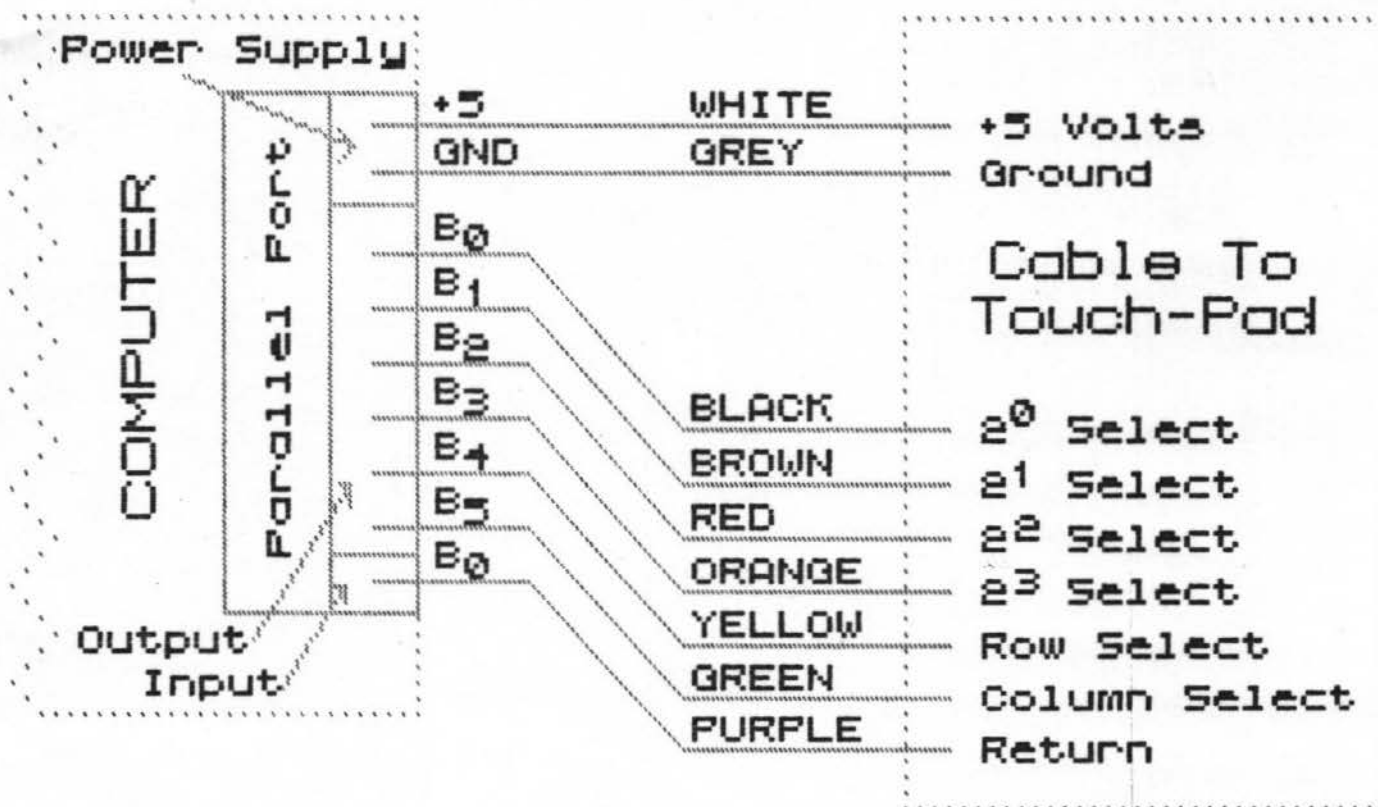 Power Supply
COMPUTER
Parallel Port
+5 WHITE +5 Volts
GND GREY Ground
Cable To
Touch-Pad
B0
B1
B2
B3
B4
B5
B0
BLACK 2⁰ Select
BROWN 2¹ Select
RED 2² Select
ORANGE 2³ Select
YELLOW Row Select
GREEN Column Select
PURPLE Return
Output
Input